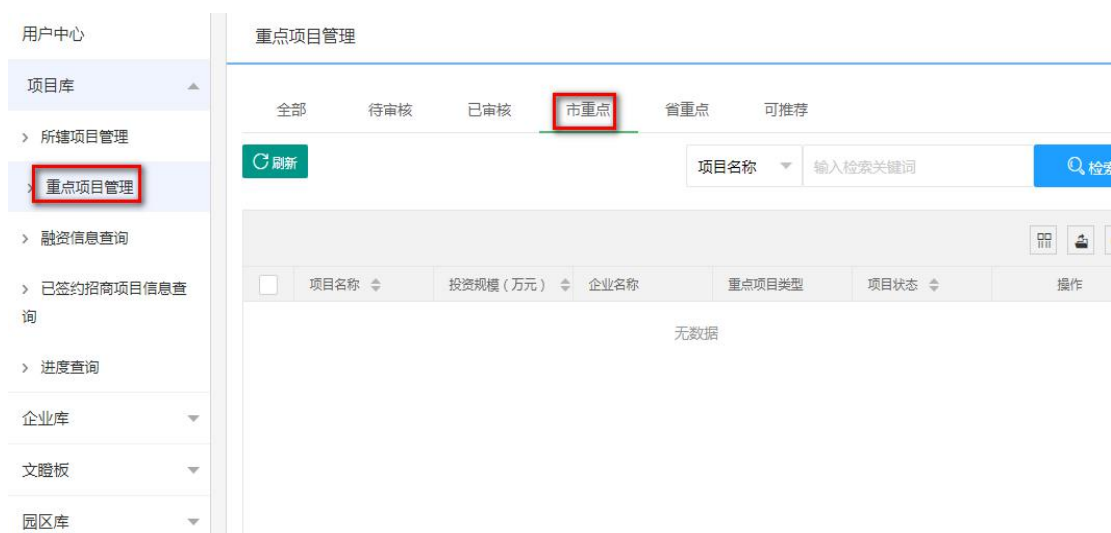 用户中心
重点项目管理
项目库
全部 待审核 已审核 市重点 省重点 可推荐
> 所辖项目管理
刷新 项目名称 输入检索关键词 检索
> 重点项目管理
> 融资信息查询
项目名称 投资规模（万元） 企业名称 重点项目类型 项目状态 操作
> 已签约招商项目信息查
询
无数据
> 进度查询
企业库
文瞪板
园区库